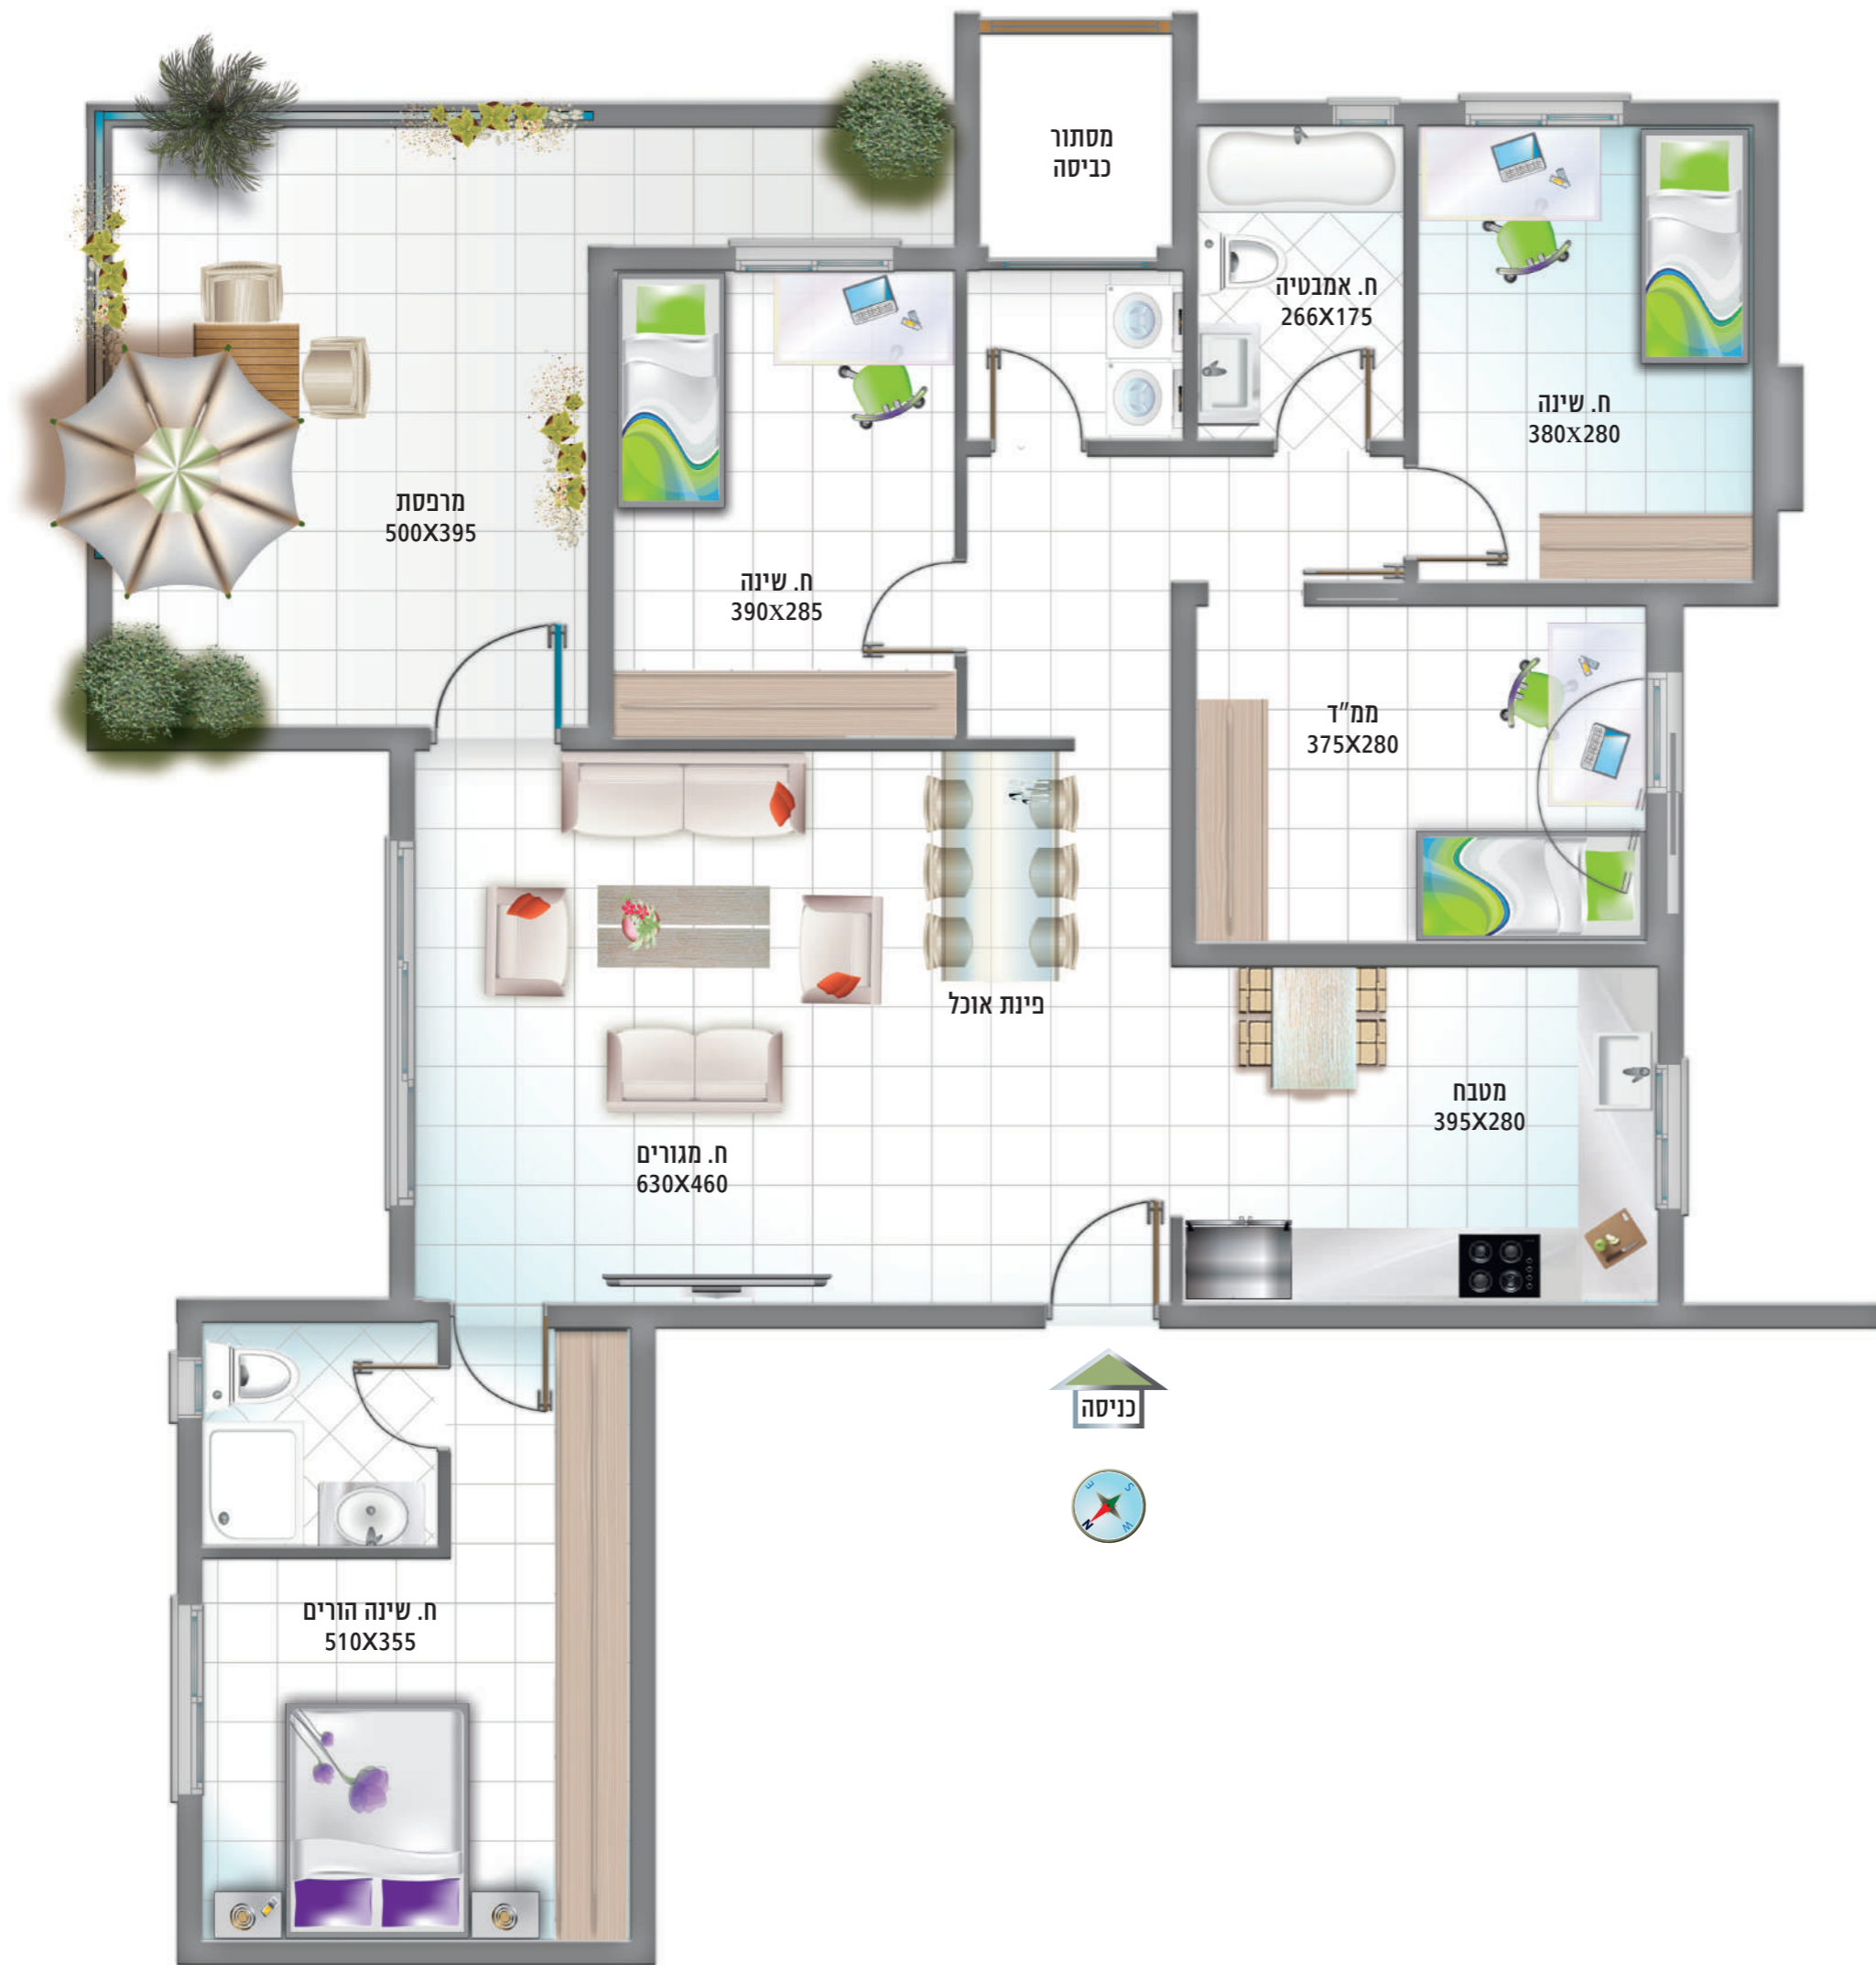 מסתור
כביסה
ח. אמבטיה
266X175
ח. שינה
380X280
מרפסת
500X395
ח. שינה
390X285
ממ"ד
375X280
פינת אוכל
מטבח
395X280
ח. מגורים
630X460
כניסה
E
S
N
W
ח. שינה הורים
510X355